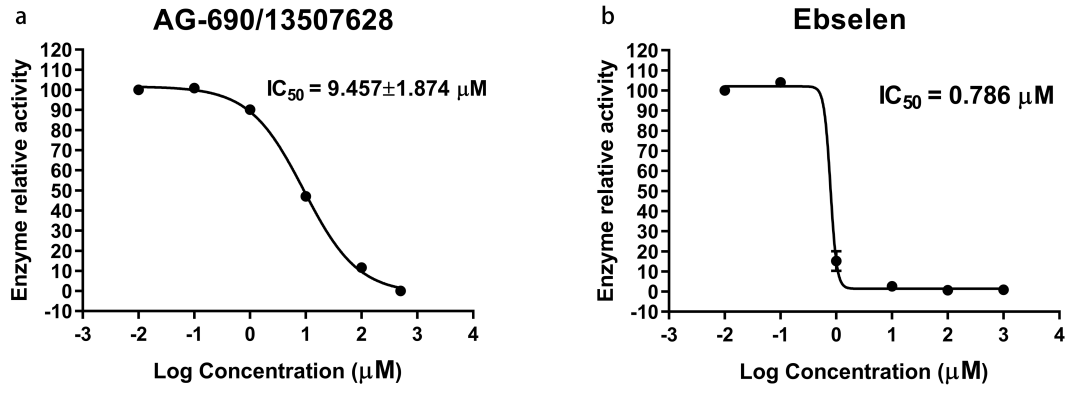 a
AG-690/13507628
IC50 = 9.457±1.874 μM
Enzyme relative activity
120
110
100
90
80
70
60
50
40
30
20
10
0
-10
-3 -2 -1 0 1 2 3 4
Log Concentration (μM)
b
Ebselen
IC50 = 0.786 μM
Enzyme relative activity
120
110
100
90
80
70
60
50
40
30
20
10
0
-10
-3 -2 -1 0 1 2 3 4
Log Concentration (μM)